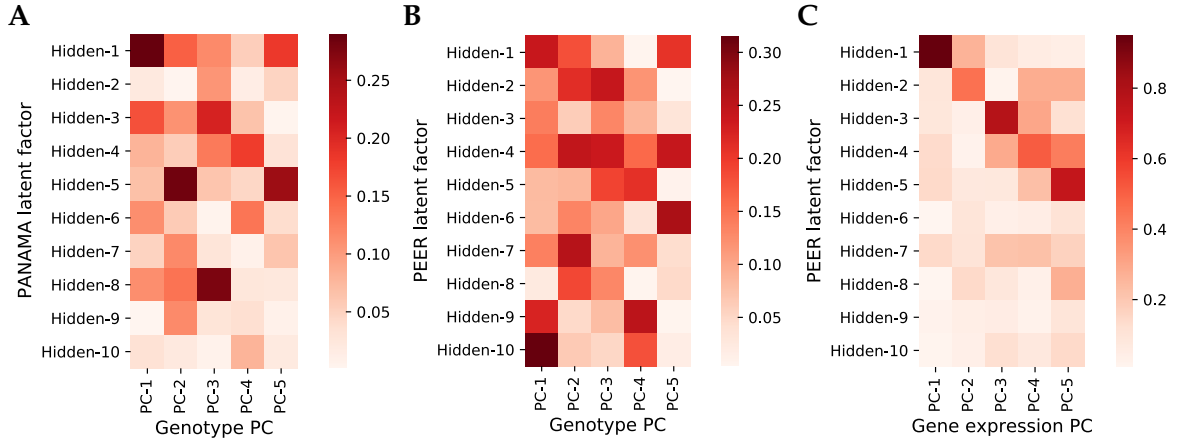 A
PANAMA latent factor
Hidden-1
Hidden-2
Hidden-3
Hidden-4
Hidden-5
Hidden-6
Hidden-7
Hidden-8
Hidden-9
Hidden-10
PC-1
PC-2
PC-3
PC-4
PC-5
Genotype PC
0.25
0.20
0.15
0.10
0.05
B
PEER latent factor
Hidden-1
Hidden-2
Hidden-3
Hidden-4
Hidden-5
Hidden-6
Hidden-7
Hidden-8
Hidden-9
Hidden-10
PC-1
PC-2
PC-3
PC-4
PC-5
Genotype PC
0.30
0.25
0.20
0.15
0.10
0.05
C
PEER latent factor
Hidden-1
Hidden-2
Hidden-3
Hidden-4
Hidden-5
Hidden-6
Hidden-7
Hidden-8
Hidden-9
Hidden-10
PC-1
PC-2
PC-3
PC-4
PC-5
Gene expression PC
0.8
0.6
0.4
0.2